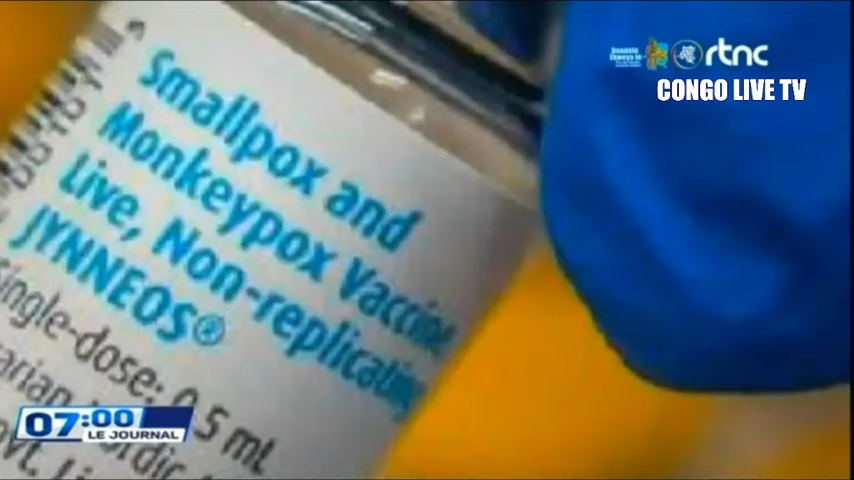 Smallpox and
Monkeypox Vaccine
Live, Non-replicating
JYNNEOS®
single-dose: 0.5 mL
rtnc
CONGO LIVE TV
07:00
LE JOURNAL